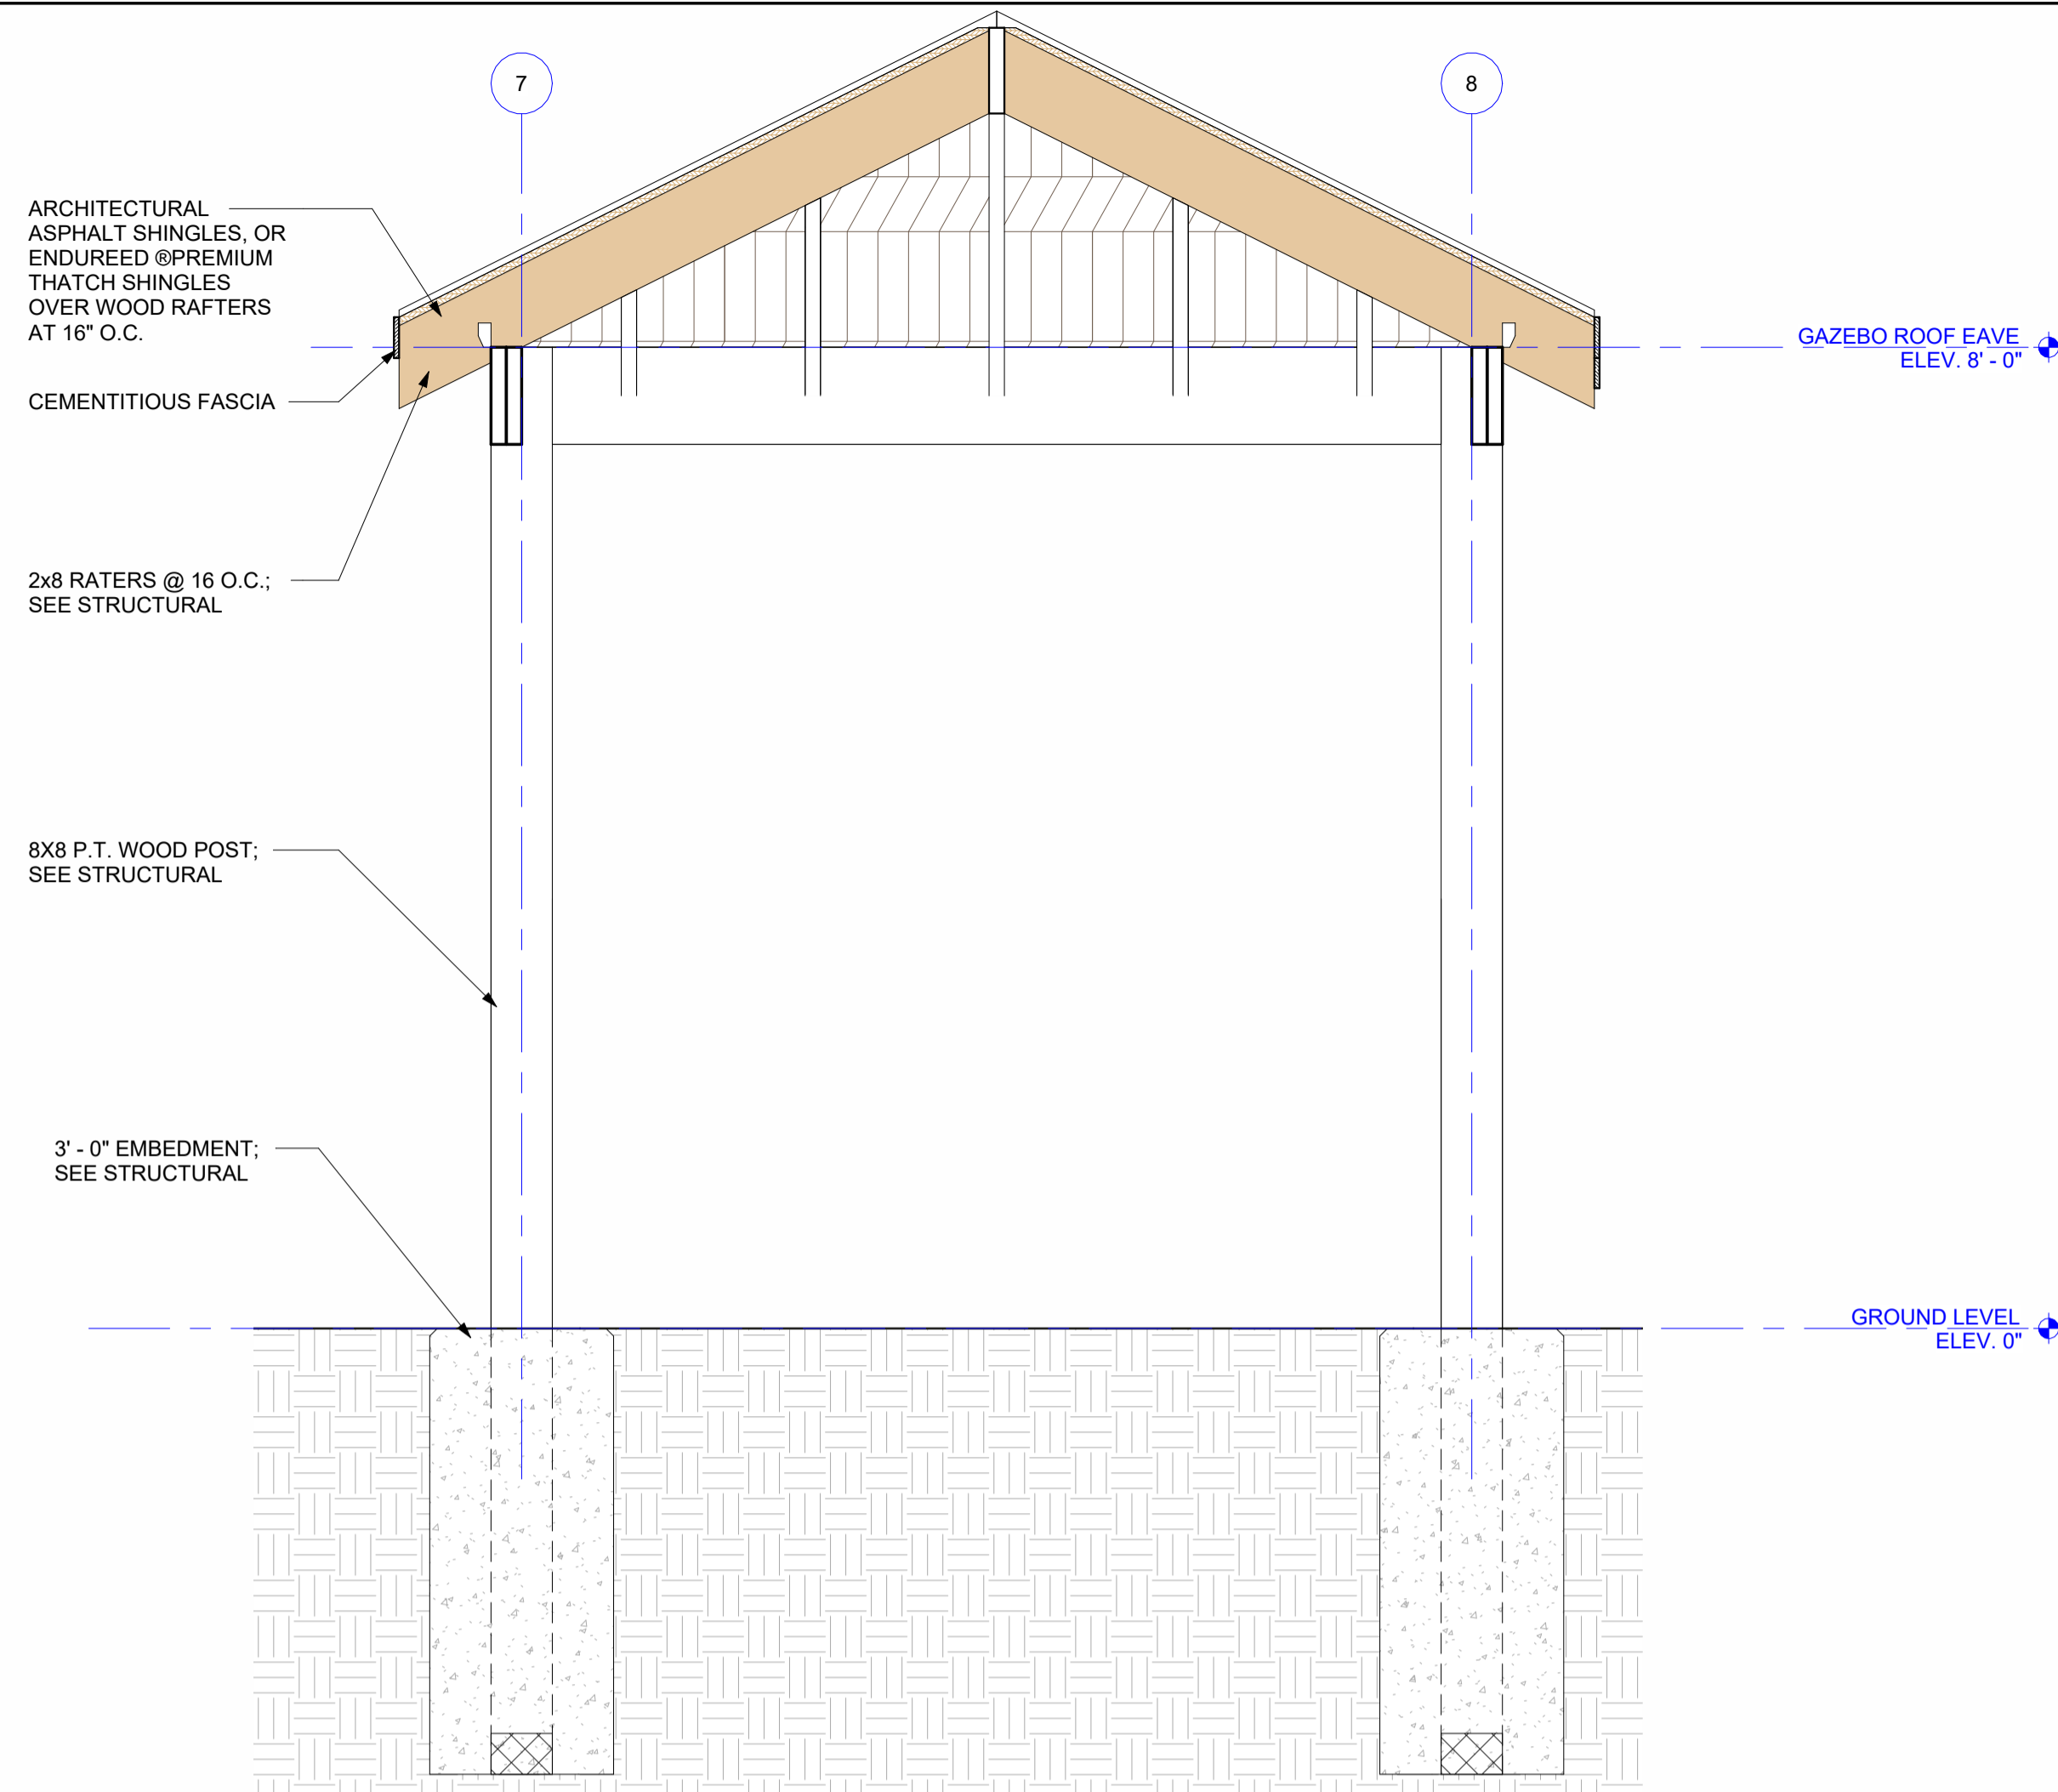 7
8
ARCHITECTURAL
ASPHALT SHINGLES, OR
ENDUREED ®PREMIUM
THATCH SHINGLES
OVER WOOD RAFTERS
AT 16" O.C.
GAZEBO ROOF EAVE
ELEV. 8' - 0"
CEMENTITIOUS FASCIA
2x8 RATERS @ 16 O.C.;
SEE STRUCTURAL
8X8 P.T. WOOD POST;
SEE STRUCTURAL
3' - 0" EMBEDMENT;
SEE STRUCTURAL
GROUND LEVEL
ELEV. 0"